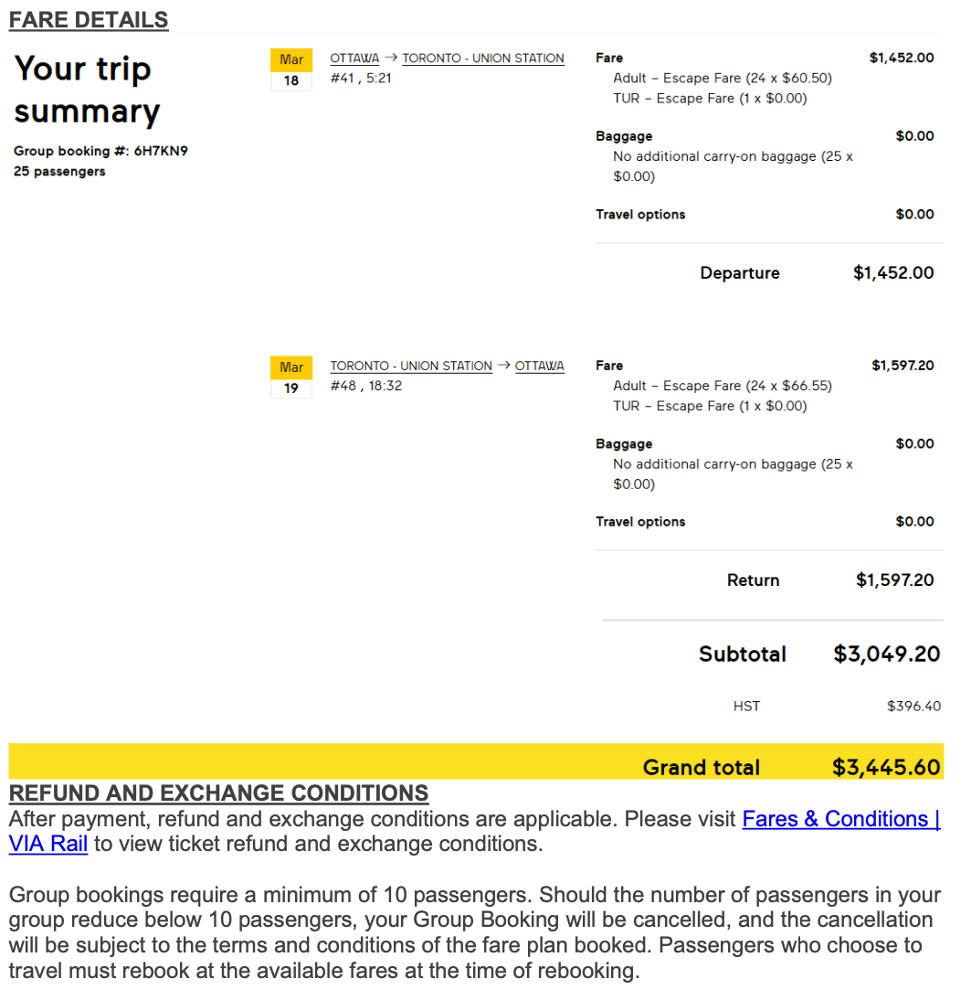 FARE DETAILS
Your trip
summary
Group booking #: 6H7KN9
25 passengers
Mar
18
OTTAWA → TORONTO - UNION STATION
#41 , 5:21
Fare $1,452.00
Adult – Escape Fare (24 x $60.50)
TUR – Escape Fare (1 x $0.00)
Baggage $0.00
No additional carry-on baggage (25 x
$0.00)
Travel options $0.00
Departure $1,452.00
Mar
19
TORONTO - UNION STATION → OTTAWA
#48 , 18:32
Fare $1,597.20
Adult – Escape Fare (24 x $66.55)
TUR – Escape Fare (1 x $0.00)
Baggage $0.00
No additional carry-on baggage (25 x
$0.00)
Travel options $0.00
Return $1,597.20
Subtotal $3,049.20
HST $396.40
Grand total $3,445.60
REFUND AND EXCHANGE CONDITIONS
After payment, refund and exchange conditions are applicable. Please visit Fares & Conditions |
VIA Rail to view ticket refund and exchange conditions.
Group bookings require a minimum of 10 passengers. Should the number of passengers in your
group reduce below 10 passengers, your Group Booking will be cancelled, and the cancellation
will be subject to the terms and conditions of the fare plan booked. Passengers who choose to
travel must rebook at the available fares at the time of rebooking.